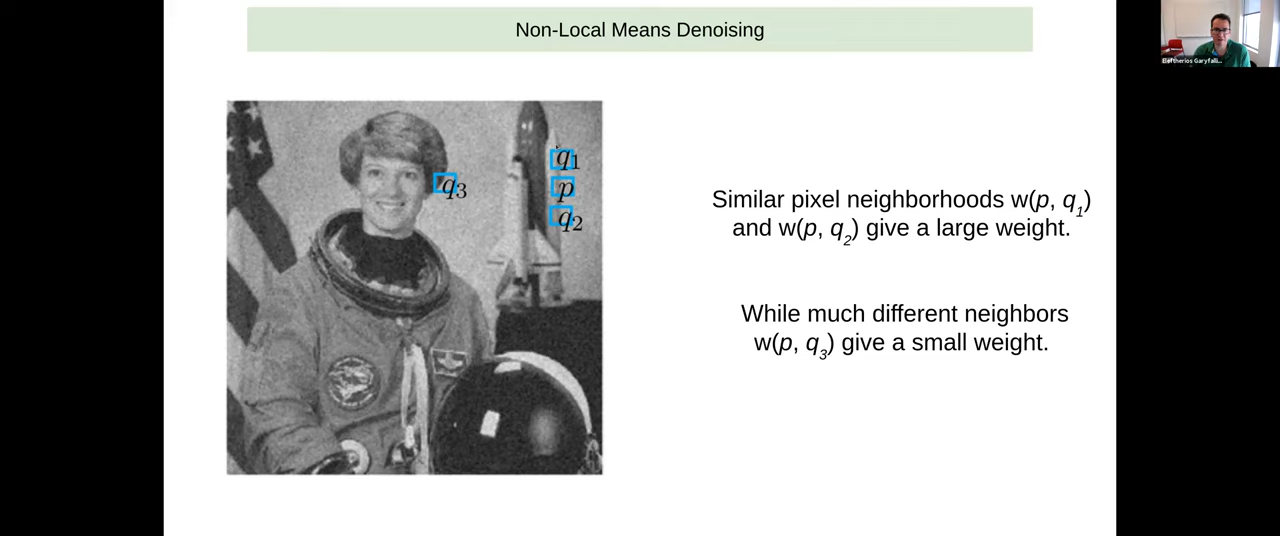 Non-Local Means Denoising
Eleftherios Garyfalli...
q1
q3
p
q2
Similar pixel neighborhoods w(p, q1)
and w(p, q2) give a large weight.
While much different neighbors
w(p, q3) give a small weight.